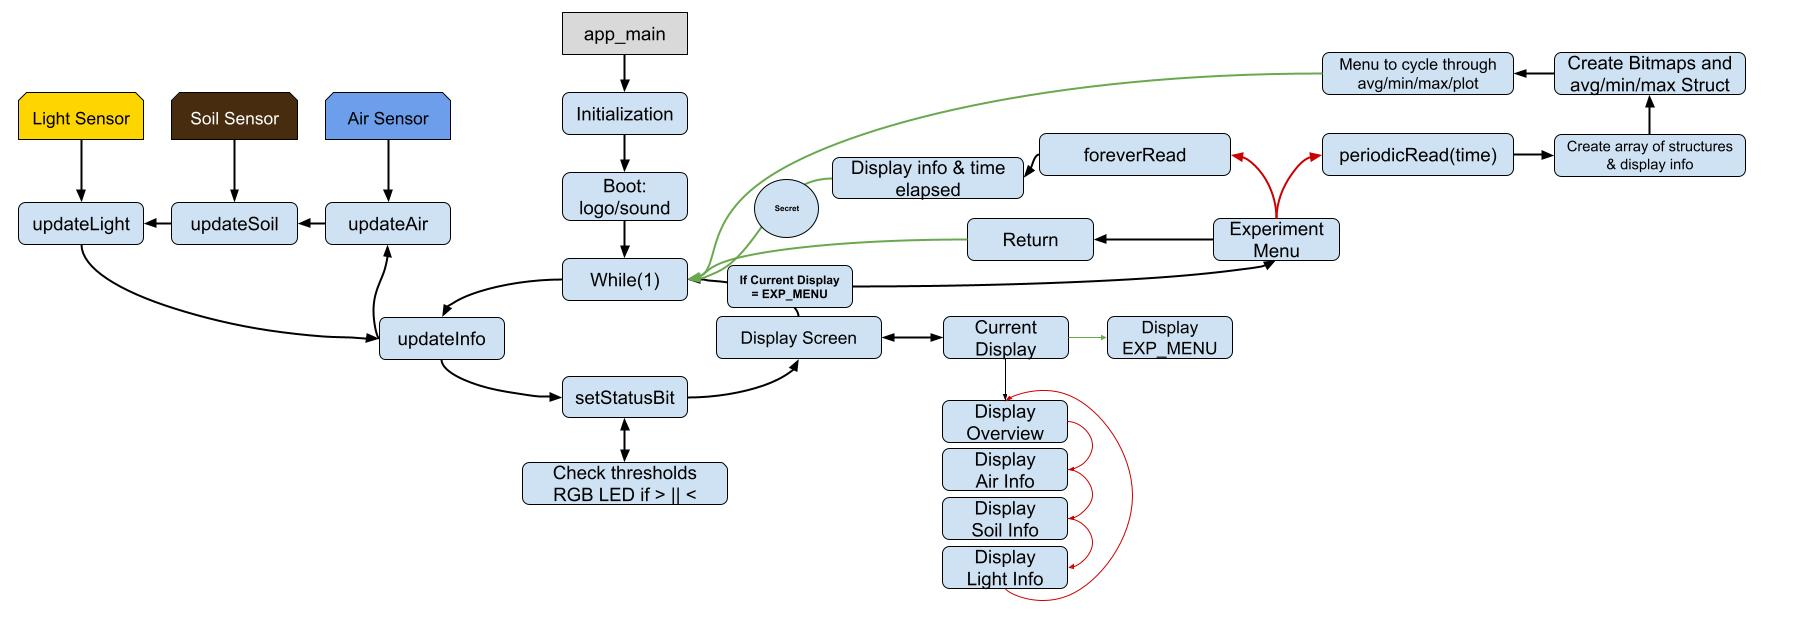 app_main
Light Sensor
Soil Sensor
Air Sensor
Initialization
Menu to cycle through
avg/min/max/plot
Create Bitmaps and
avg/min/max Struct
Boot:
logo/sound
Display info & time
elapsed
foreverRead
periodicRead(time)
Create array of structures
& display info
updateLight
updateSoil
updateAir
Secret
Return
Experiment
Menu
While(1)
If Current Display
= EXP_MENU
updateInfo
Display Screen
Current
Display
Display
EXP_MENU
setStatusBit
Check thresholds
RGB LED if > || <
Display
Overview
Display
Air Info
Display
Soil Info
Display
Light Info